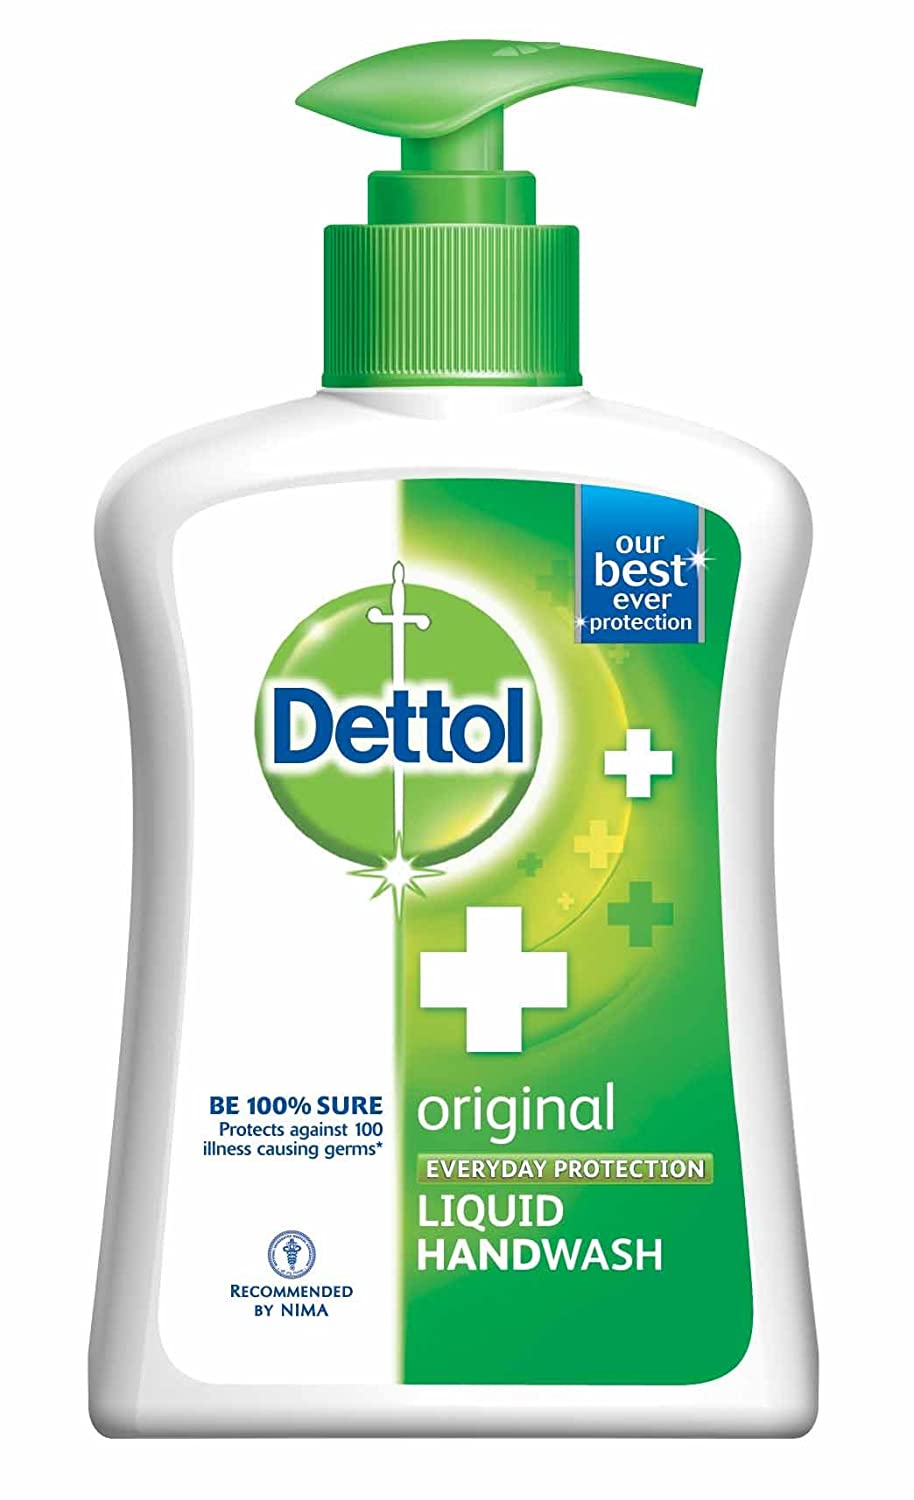 our
best
ever
protection
Dettol
BE 100% SURE
Protects against 100
illness causing germs*
original
EVERYDAY PROTECTION
LIQUID
HANDWASH
RECOMMENDED
BY NIMA